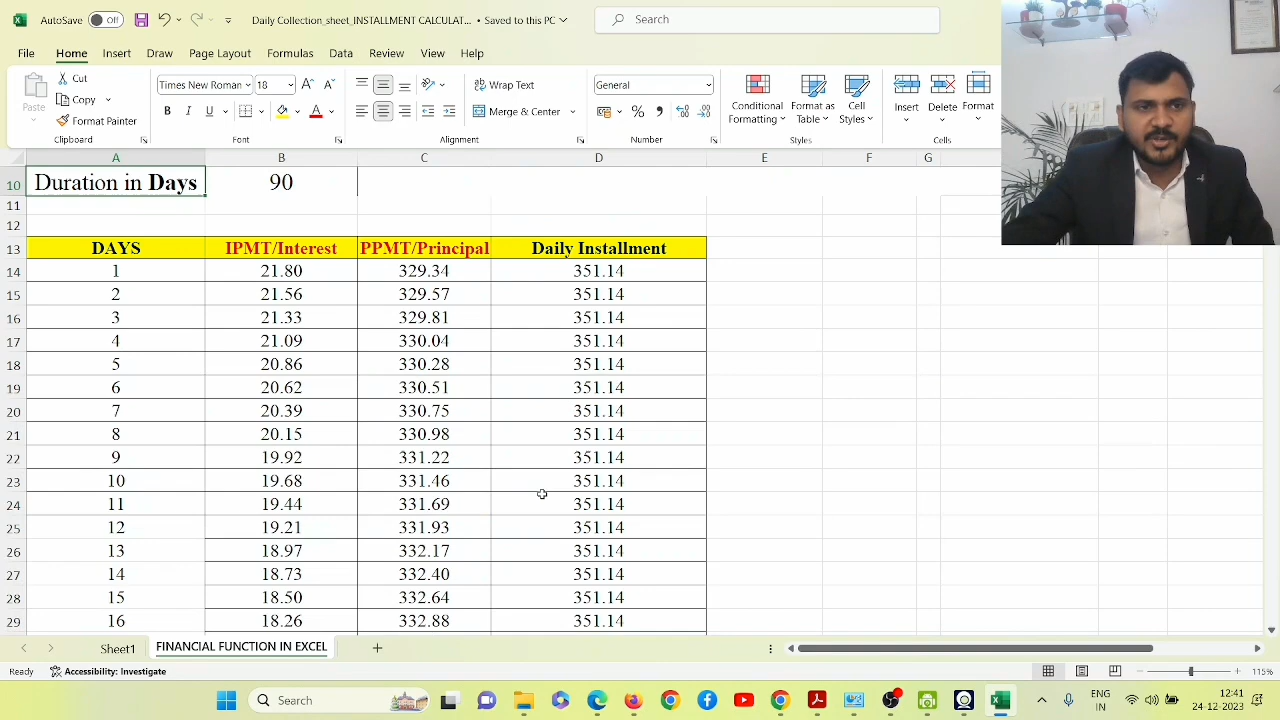 AutoSave Off Daily Collection_sheet_INSTAMENT CALCULAT... • Saved to this PC Search
File Home Insert Draw Page Layout Formulas Data Review View Help
Paste Cut Copy Format Painter Clipboard
Times New Roman 18 B I U Font
Wrap Text Merge & Center Alignment
General % Number
Conditional Formatting Format as Table Cell Styles Styles
Insert Delete Format Cells
A B C D E F G
10 Duration in Days 90
11
12
13 DAYS IPMT/Interest PPMT/Principal Daily Installment
14 1 21.80 329.34 351.14
15 2 21.56 329.57 351.14
16 3 21.33 329.81 351.14
17 4 21.09 330.04 351.14
18 5 20.86 330.28 351.14
19 6 20.62 330.51 351.14
20 7 20.39 330.75 351.14
21 8 20.15 330.98 351.14
22 9 19.92 331.22 351.14
23 10 19.68 331.46 351.14
24 11 19.44 331.69 351.14
25 12 19.21 331.93 351.14
26 13 18.97 332.17 351.14
27 14 18.73 332.40 351.14
28 15 18.50 332.64 351.14
29 16 18.26 332.88 351.14
Sheet1 FINANCIAL FUNCTION IN EXCEL
Ready Accessibility: Investigate 115%
Search ENG IN 12:41 24-12-2023